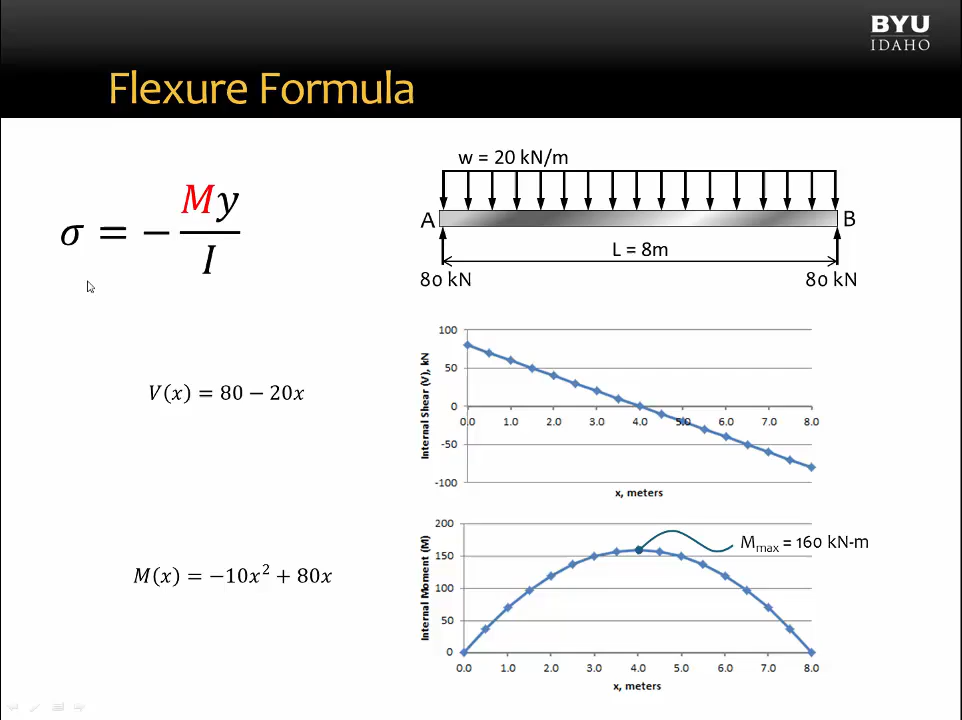 BYU
IDAHO
Flexure Formula
σ = − My / I
w = 20 kN/m
A
B
L = 8m
80 kN
80 kN
V(x) = 80 − 20x
Internal Shear (V), kN
100
50
0
-50
-100
0.0 1.0 2.0 3.0 4.0 5.0 6.0 7.0 8.0
x, meters
M(x) = −10x² + 80x
Internal Moment (M)
200
150
100
50
0
M_max = 160 kN-m
0.0 1.0 2.0 3.0 4.0 5.0 6.0 7.0 8.0
x, meters